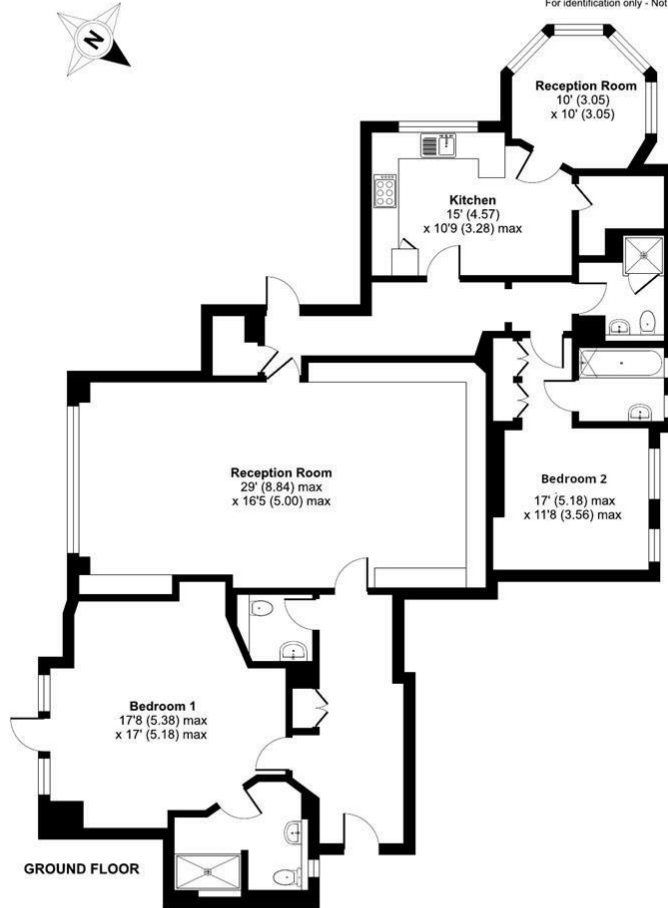 For identification only - Not
N
Reception Room
10' (3.05)
x 10' (3.05)
Kitchen
15' (4.57)
x 10'9 (3.28) max
Reception Room
29' (8.84) max
x 16'5 (5.00) max
Bedroom 2
17' (5.18) max
x 11'8 (3.56) max
Bedroom 1
17'8 (5.38) max
x 17' (5.18) max
GROUND FLOOR